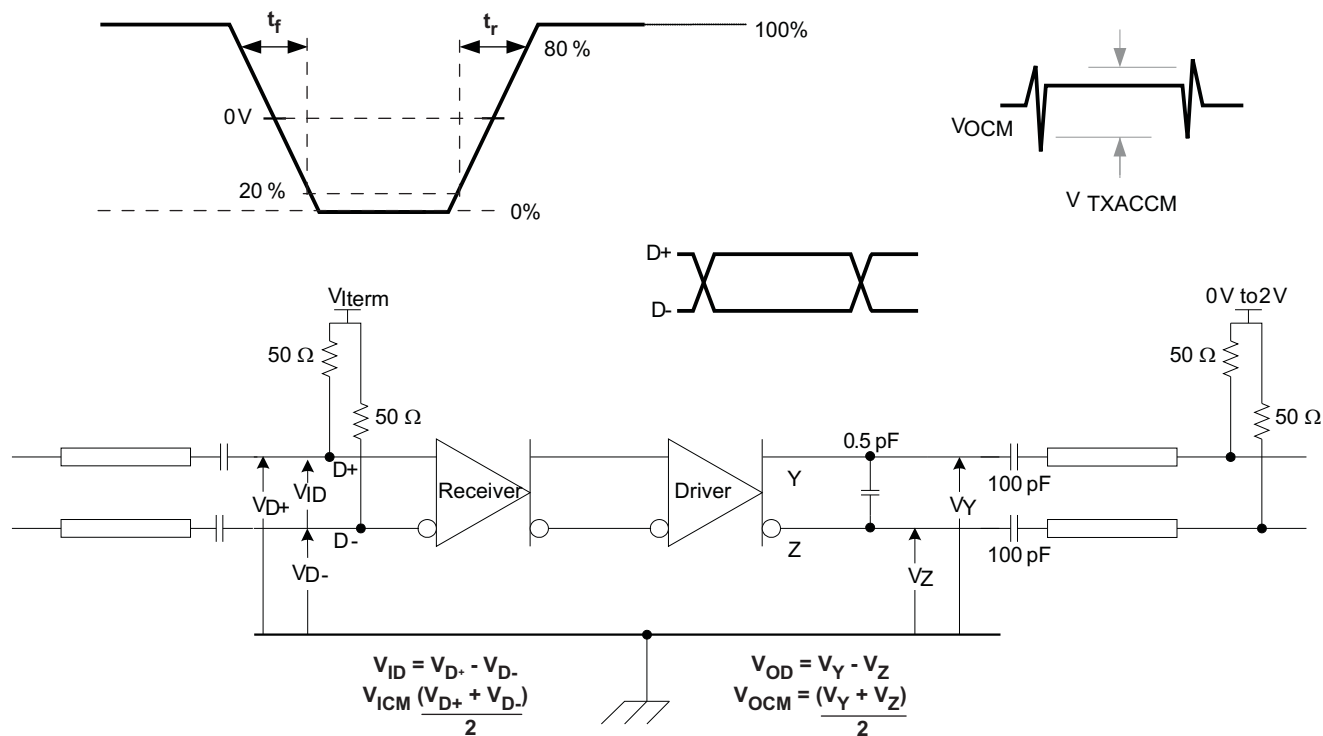 tf
tr
100%
80 %
0V
20 %
0%
VOCM
V TXACCM
D+
D-
VIterm
50 Ω
50 Ω
0V to2V
50 Ω
50 Ω
D+
VID
VD+
Receiver
Driver
Y
0.5 pF
VY
100 pF
D-
VD-
Z
VZ
100 pF
VID = VD+ - VD-
VICM (VD+ + VD-)
2
VOD = VY - VZ
VOCM = (VY + VZ)
2